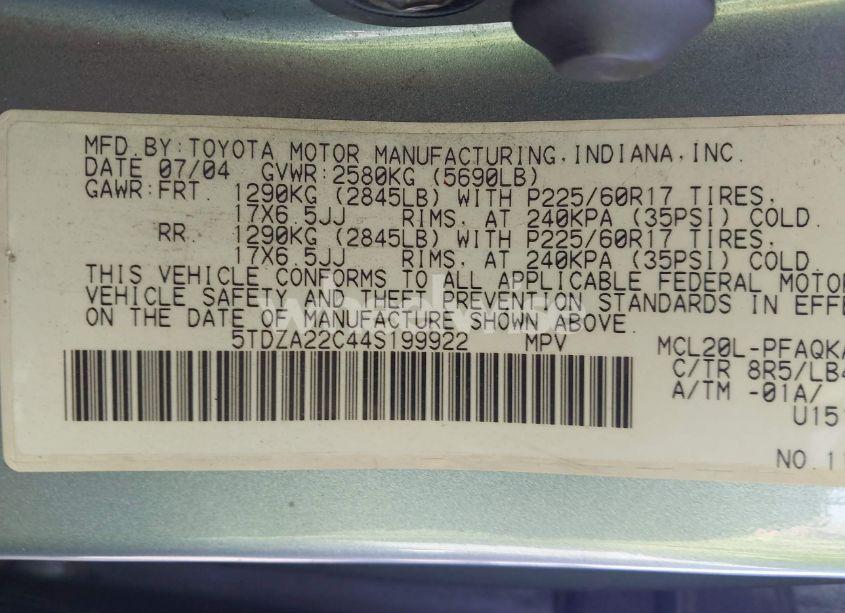 MFD.BY:TOYOTA MOTOR MANUFACTURING,INDIANA,INC.
DATE 07/04 GVWR:2580KG (5690LB)
GAWR:FRT. 1290KG (2845LB) WITH P225/60R17 TIRES,
17X6.5JJ RIMS, AT 240KPA (35PSI) COLD.
RR. 1290KG (2845LB) WITH P225/60R17 TIRES,
17X6.5JJ RIMS, AT 240KPA (35PSI) COLD.
THIS VEHICLE CONFORMS TO ALL APPLICABLE FEDERAL MOTOR
VEHICLE SAFETY AND THEFT PREVENTION STANDARDS IN EFFE
ON THE DATE OF MANUFACTURE SHOWN ABOVE.
5TDZA22C44S199922 MPV MCL20L-PFAQKA
C/TR 8R5/LB4
A/TM -01A/
U15
NO.1